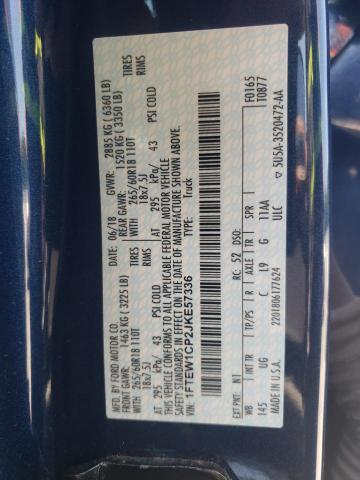 MFD. BY FORD MOTOR CO.
DATE: 06/18 GVWR: 2885 KG ( 6360 LB)
FRONT GAWR: 1463 KG ( 3225 LB) REAR GAWR: 1520 KG ( 3350 LB)
WITH 265/60R18 110T TIRES WITH 265/60R18 110T TIRES
18x7.5J RIMS 18x7.5J RIMS
AT 295 kPa/ 43 PSI COLD AT 295 kPa/ 43 PSI COLD
THIS VEHICLE CONFORMS TO ALL APPLICABLE FEDERAL MOTOR VEHICLE
SAFETY STANDARDS IN EFFECT ON THE DATE OF MANUFACTURE SHOWN ABOVE.
VIN: 1FTEW1CP2JKE57336
TYPE: Truck
F0165
T0877
EXT PNT: N1 RC: 52 DSO:
WB INT TR TP/PS R AXLE TR SPR
145 UG C L9 G 11AA
ULC
MADE IN U.S.A. 2201806177624
▽ 5U5A-3520472-AA